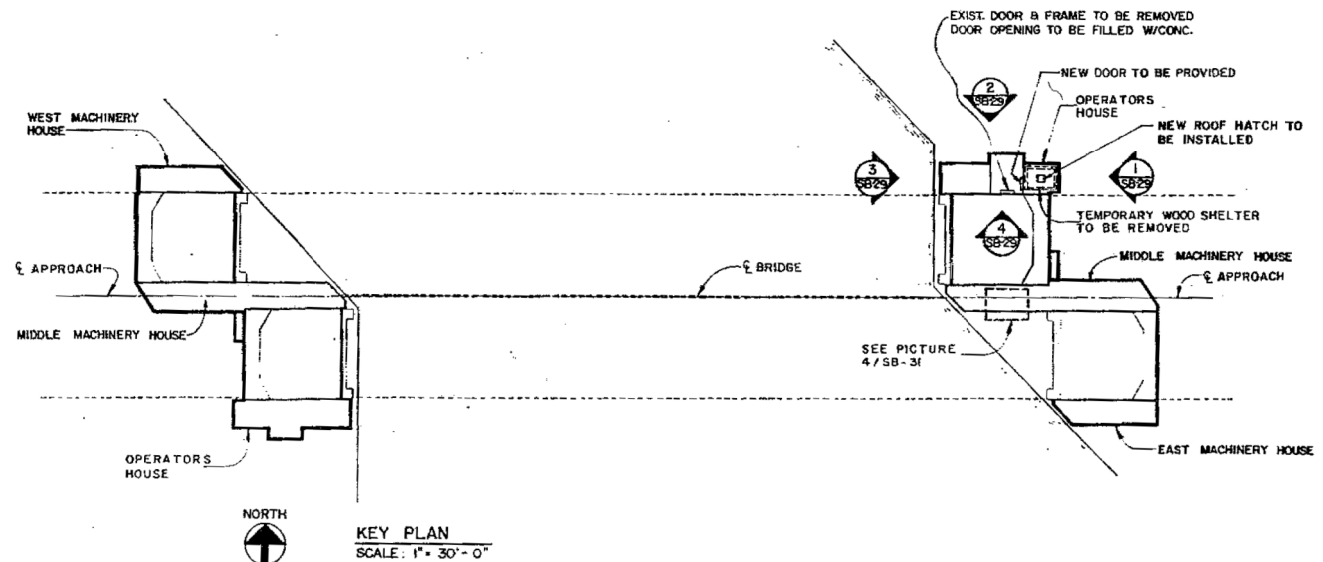 EXIST. DOOR & FRAME TO BE REMOVED
DOOR OPENING TO BE FILLED W/CONC.
NEW DOOR TO BE PROVIDED
OPERATORS
HOUSE
NEW ROOF HATCH TO
BE INSTALLED
2
SB-29
WEST MACHINERY
HOUSE
3
SB-29
1
SB-29
TEMPORARY WOOD SHELTER
TO BE REMOVED
4
SB-29
MIDDLE MACHINERY HOUSE
℄ APPROACH
℄ BRIDGE
℄ APPROACH
MIDDLE MACHINERY HOUSE
SEE PICTURE
4/SB-31
OPERATORS
HOUSE
EAST MACHINERY HOUSE
NORTH
KEY PLAN
SCALE: 1" = 30'-0"